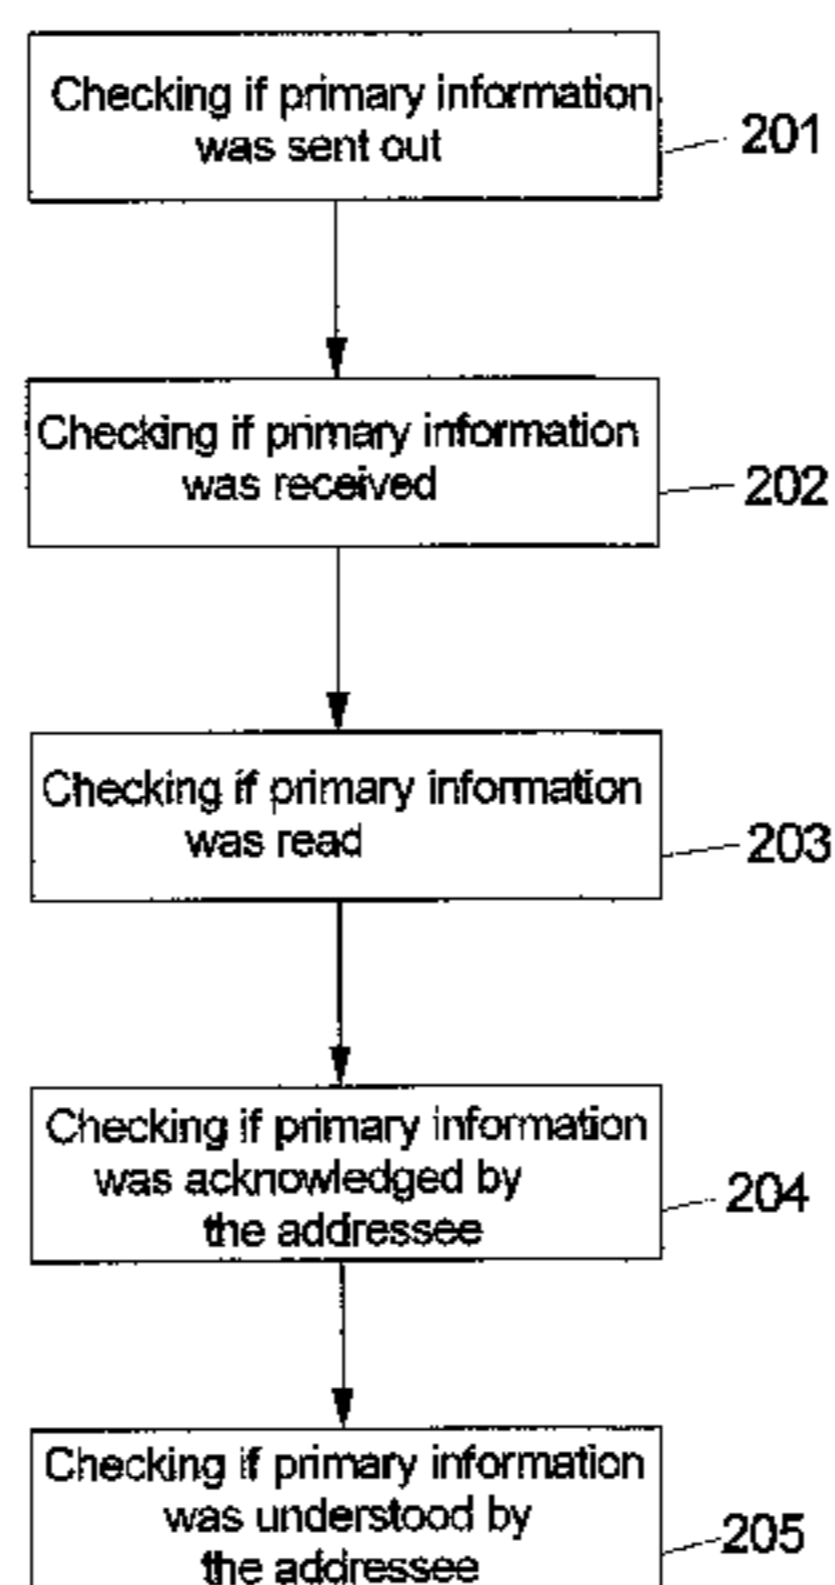 Checking if primary information
was sent out
201
Checking if primary information
was received
202
Checking if primary information
was read
203
Checking if primary information
was acknowledged by
the addressee
204
Checking if primary information
was understood by
the addressee
205